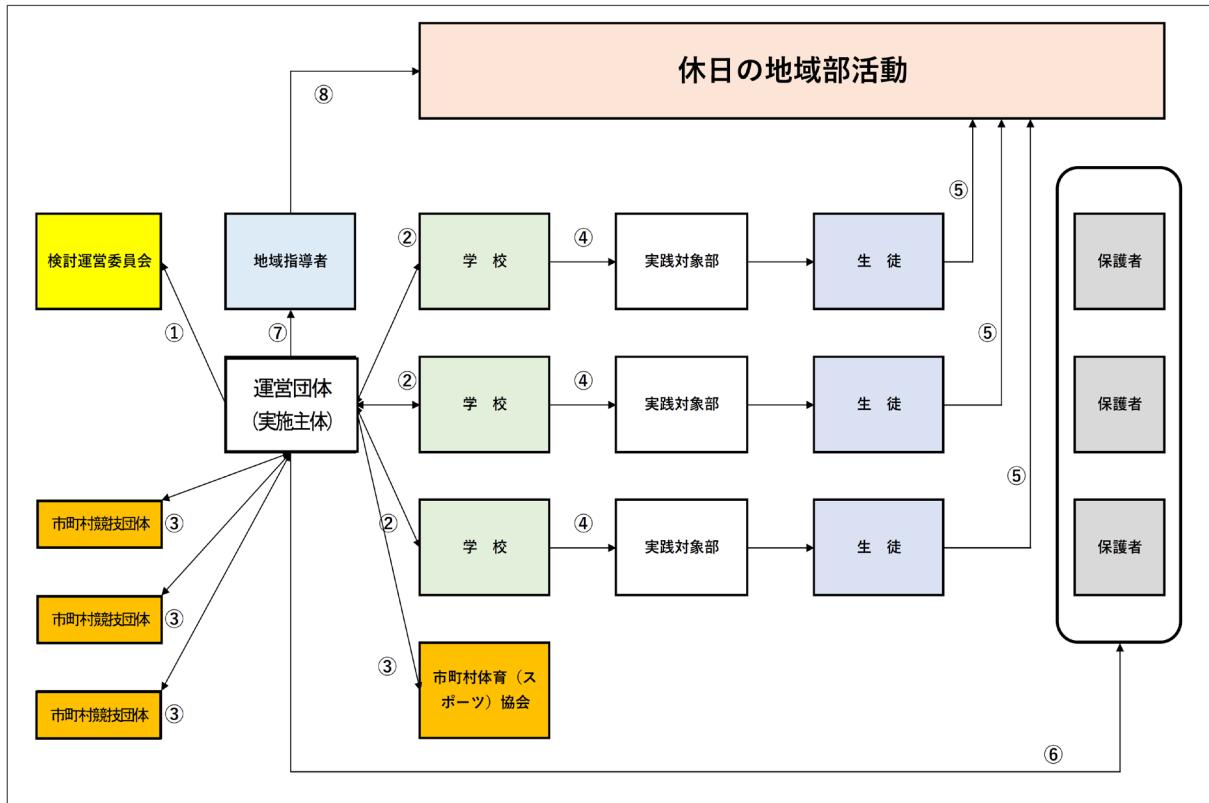 休日の地域部活動
⑧
⑤
検討運営委員会
地域指導者
②
学　校
④
実践対象部
生　徒
保護者
①
⑦
⑤
運営団体
（実施主体）
②
学　校
④
実践対象部
生　徒
保護者
⑤
市町村競技団体
③
②
学　校
④
実践対象部
生　徒
保護者
市町村競技団体
③
市町村競技団体
③
③
市町村体育（ス
ポーツ）協会
⑥